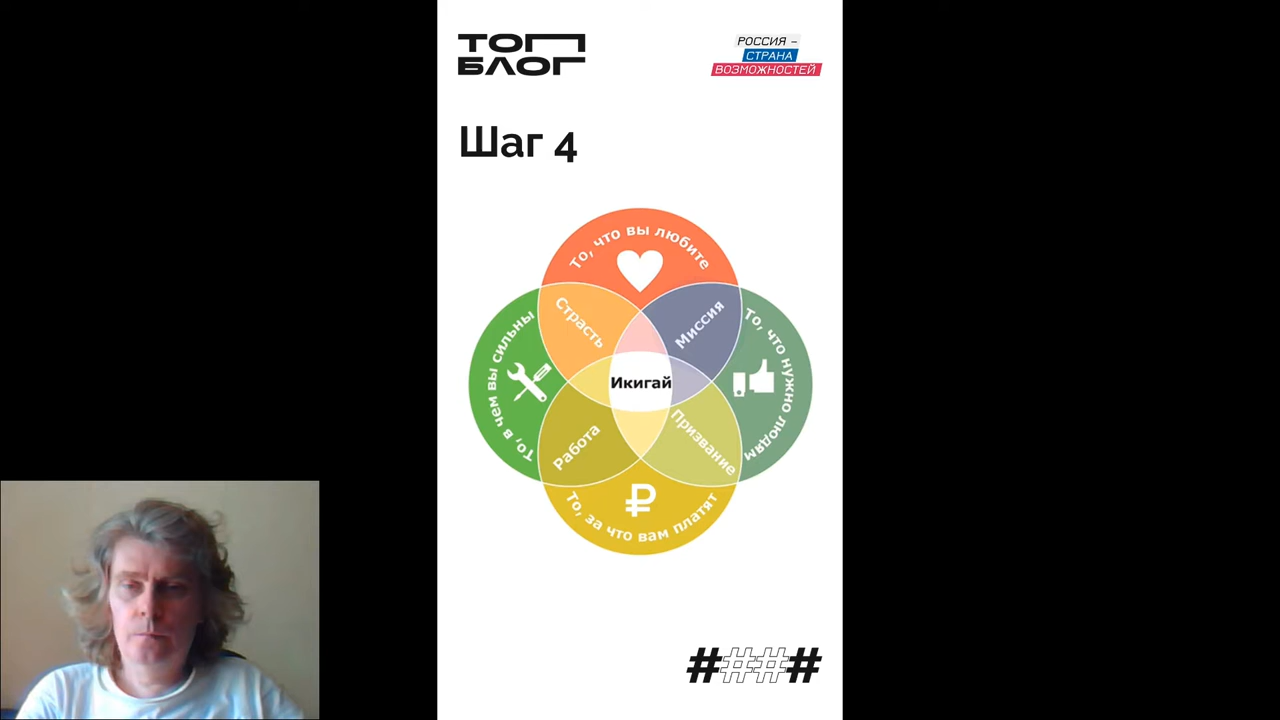 ТОП
БЛОГ
РОССИЯ –
СТРАНА
ВОЗМОЖНОСТЕЙ
Шаг 4
То, что вы любите
Страсть
Миссия
То, в чем вы сильны
То, что нужно людям
Икигай
Работа
Призвание
₽
То, за что вам платят
####